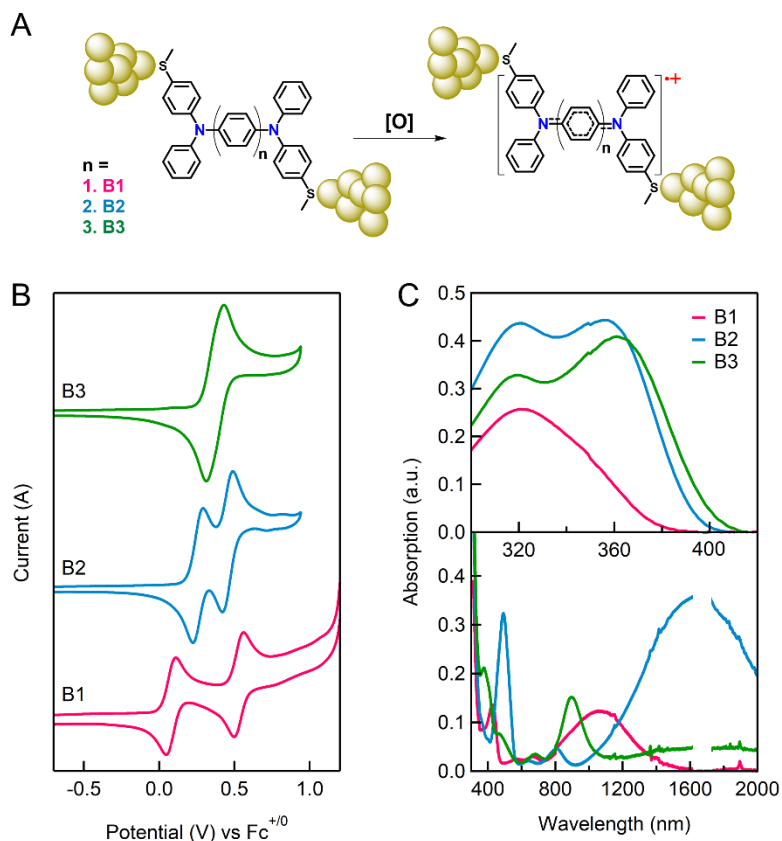 A
S
N
n
N
S
[O]
S
N
n
N
S
•+
n =
1. B1
2. B2
3. B3
B
B3
B2
B1
Current (A)
-0.5
0.0
0.5
1.0
Potential (V) vs Fc+/0
C
B1
B2
B3
0.5
0.4
0.3
0.2
0.1
0.0
320
360
400
Absorption (a.u.)
0.4
0.3
0.2
0.1
0.0
400
800
1200
1600
2000
Wavelength (nm)